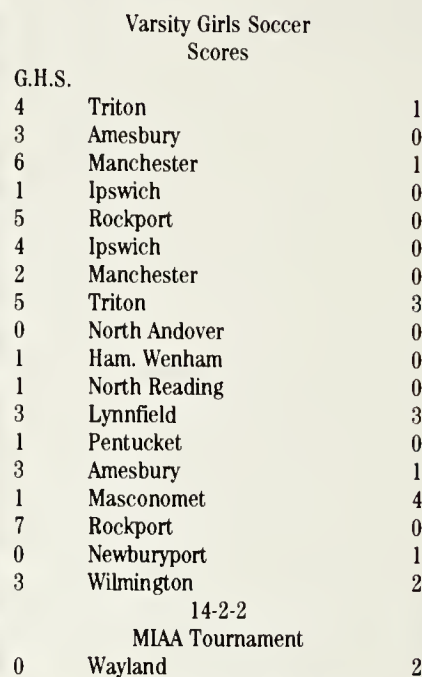 Varsity Girls Soccer
Scores
G.H.S.
4 Triton 1
3 Amesbury 0
6 Manchester 1
1 Ipswich 0
5 Rockport 0
4 Ipswich 0
2 Manchester 0
5 Triton 3
0 North Andover 0
1 Ham. Wenham 0
1 North Reading 0
3 Lynnfield 3
1 Pentucket 0
3 Amesbury 1
1 Masconomet 4
7 Rockport 0
0 Newburyport 1
3 Wilmington 2
14-2-2
MIAA Tournament
0 Wayland 2